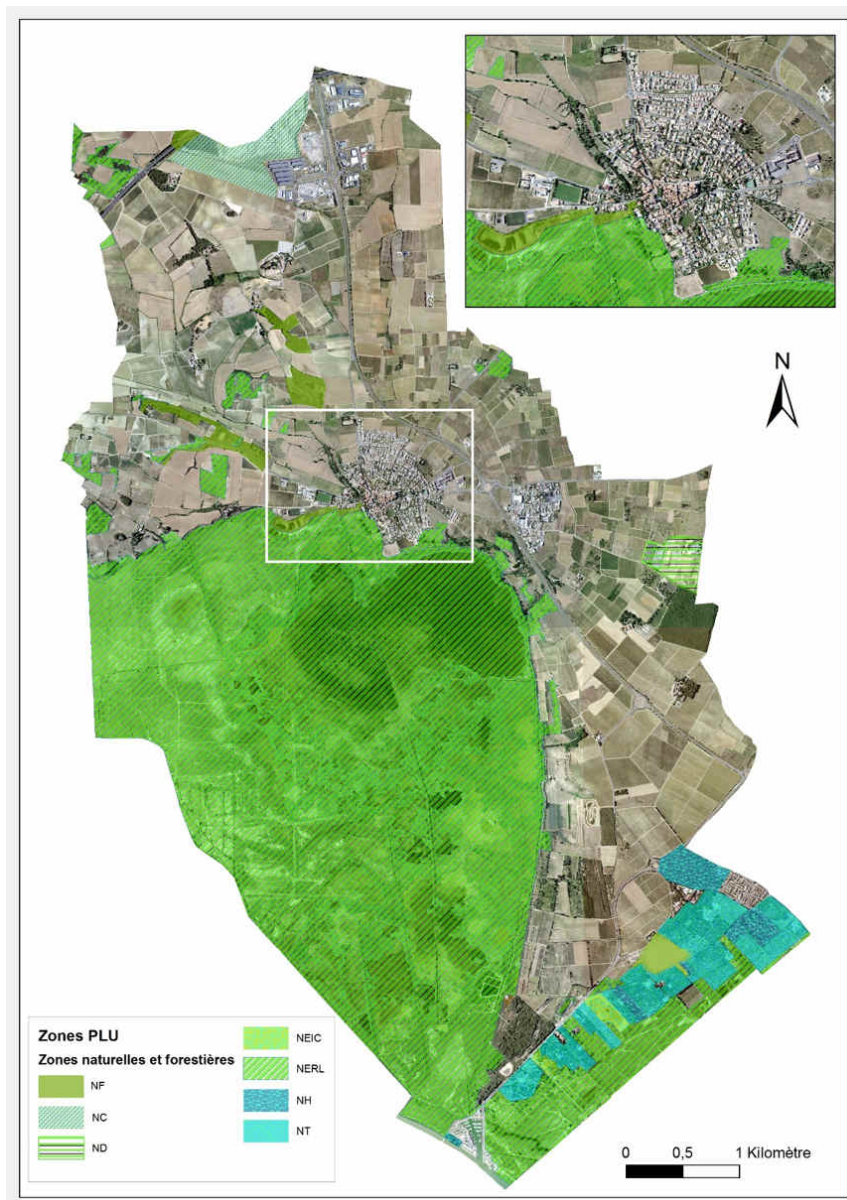 N
Zones PLU
Zones naturelles et forestières
NF
NC
ND
NEIC
NERL
NH
NT
0 0,5 1 Kilomètre